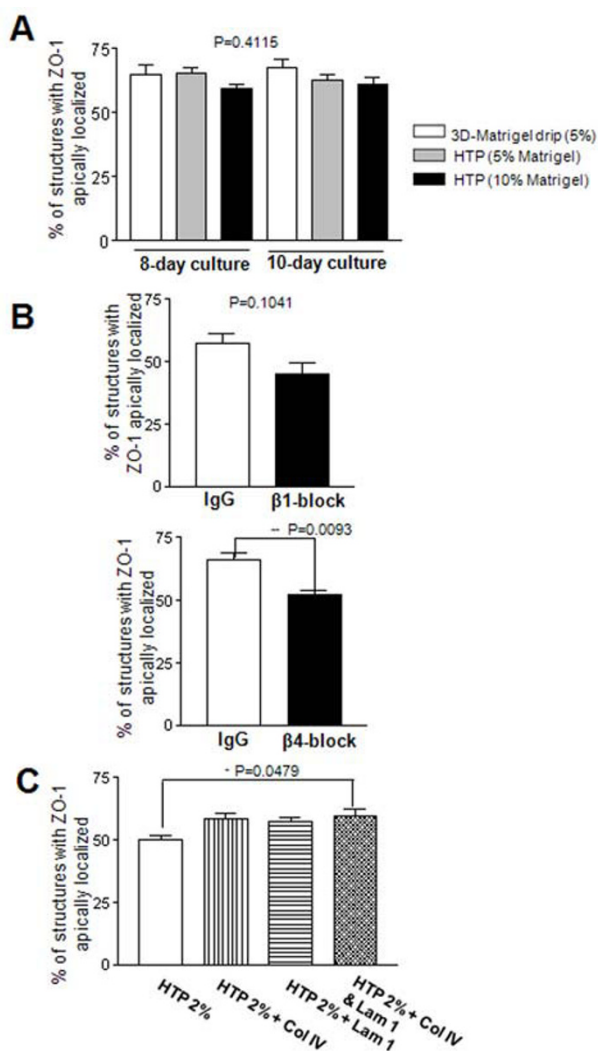 A
% of structures with ZO-1
apically localized
P=0.4115
75
50
25
0
8-day culture
10-day culture
3D-Matrigel drip (5%)
HTP (5% Matrigel)
HTP (10% Matrigel)
B
% of structures with
ZO-1 apically localized
P=0.1041
75
50
25
0
IgG
β1-block
% of structures with ZO-1
apically localized
-- P=0.0093
75
50
25
0
IgG
β4-block
C
% of structures with ZO-1
apically localized
- P=0.0479
75
50
25
0
HTP 2%
HTP 2% + Col IV
HTP 2% + Lam 1
HTP 2% + Col IV
& Lam 1